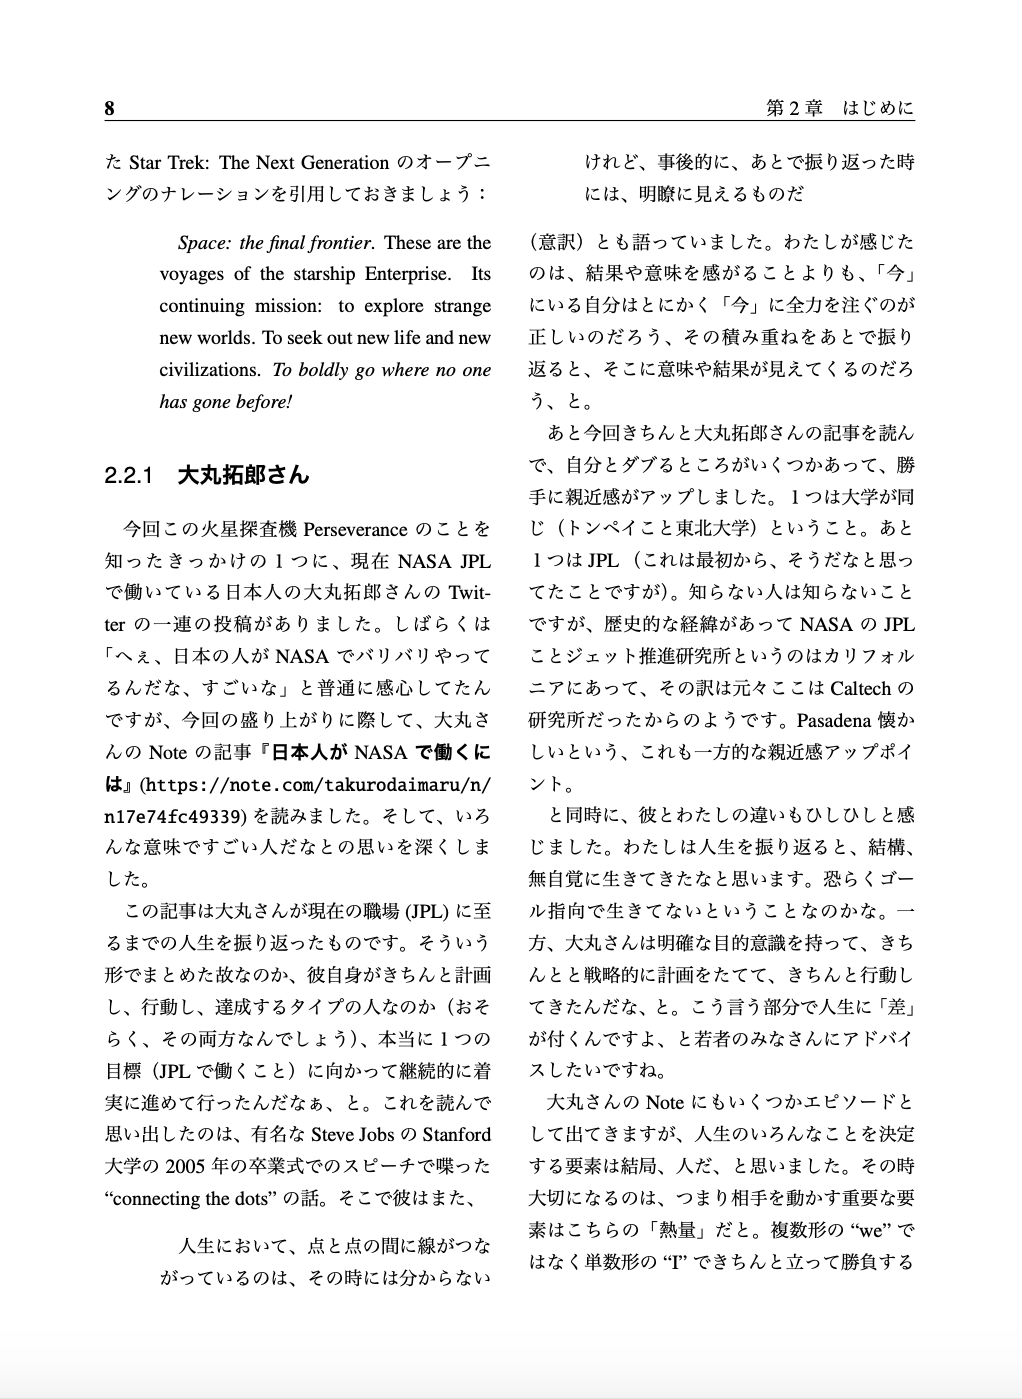 8
第 2 章　はじめに
た Star Trek: The Next Generation のオープニ
ングのナレーションを引用しておきましょう：
Space: the final frontier. These are the
voyages of the starship Enterprise. Its
continuing mission: to explore strange
new worlds. To seek out new life and new
civilizations. To boldly go where no one
has gone before!
2.2.1　大丸拓郎さん
今回この火星探査機 Perseverance のことを
知ったきっかけの１つに、現在 NASA JPL
で働いている日本人の大丸拓郎さんの Twit-
ter の一連の投稿がありました。しばらくは
「へぇ、日本の人が NASA でバリバリやって
るんだな、すごいな」と普通に感心してたん
ですが、今回の盛り上がりに際して、大丸さ
んの Note の記事『日本人が NASA で働くに
は』(https://note.com/takurodaimaru/n/
n17e74fc49339) を読みました。そして、いろ
んな意味ですごい人だなとの思いを深くしま
した。
この記事は大丸さんが現在の職場 (JPL) に至
るまでの人生を振り返ったものです。そういう
形でまとめた故なのか、彼自身がきちんと計画
し、行動し、達成するタイプの人なのか（おそ
らく、その両方なんでしょう）、本当に１つの
目標（JPL で働くこと）に向かって継続的に着
実に進めて行ったんだなぁ、と。これを読んで
思い出したのは、有名な Steve Jobs の Stanford
大学の 2005 年の卒業式でのスピーチで喋った
“connecting the dots” の話。そこで彼はまた、
人生において、点と点の間に線がつな
がっているのは、その時には分からない
けれど、事後的に、あとで振り返った時
には、明瞭に見えるものだ
（意訳）とも語っていました。わたしが感じた
のは、結果や意味を感がることよりも、「今」
にいる自分はとにかく「今」に全力を注ぐのが
正しいのだろう、その積み重ねをあとで振り
返ると、そこに意味や結果が見えてくるのだろ
う、と。
あと今回きちんと大丸拓郎さんの記事を読ん
で、自分とダブるところがいくつかあって、勝
手に親近感がアップしました。１つは大学が同
じ（トンペイこと東北大学）ということ。あと
１つは JPL （これは最初から、そうだなと思っ
てたことですが）。知らない人は知らないこと
ですが、歴史的な経緯があって NASA の JPL
ことジェット推進研究所というのはカリフォル
ニアにあって、その訳は元々ここは Caltech の
研究所だったからのようです。Pasadena 懐か
しいという、これも一方的な親近感アップポイ
ント。
と同時に、彼とわたしの違いもひしひしと感
じました。わたしは人生を振り返ると、結構、
無自覚に生きてきたなと思います。恐らくゴー
ル指向で生きてないということなのかな。一
方、大丸さんは明確な目的意識を持って、きち
んとと戦略的に計画をたてて、きちんと行動し
てきたんだな、と。こう言う部分で人生に「差」
が付くんですよ、と若者のみなさんにアドバイ
スしたいですね。
大丸さんの Note にもいくつかエピソードと
して出てきますが、人生のいろんなことを決定
する要素は結局、人だ、と思いました。その時
大切になるのは、つまり相手を動かす重要な要
素はこちらの「熱量」だと。複数形の “we” で
はなく単数形の “I” できちんと立って勝負する